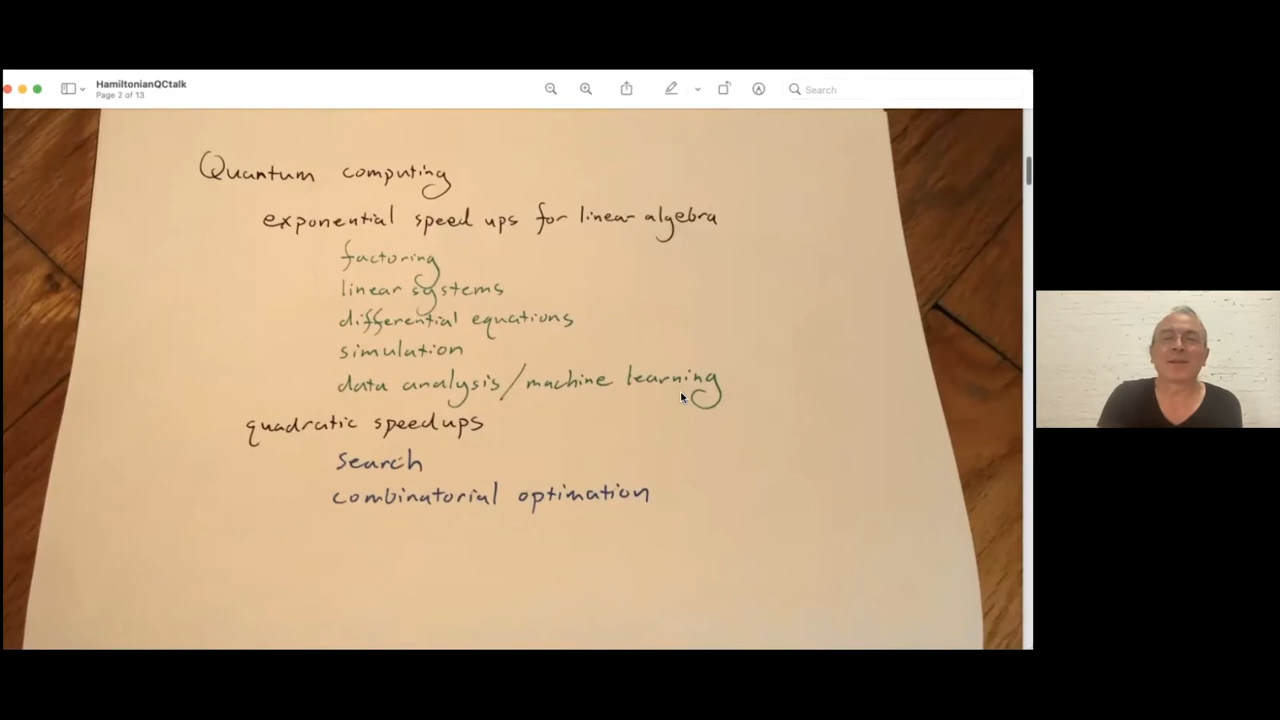 HamiltonianQCtalk
Page 2 of 13
Search
Quantum computing
exponential speed ups for linear algebra
factoring
linear systems
differential equations
simulation
data analysis/machine learning
quadratic speedups
search
combinatorial optimation